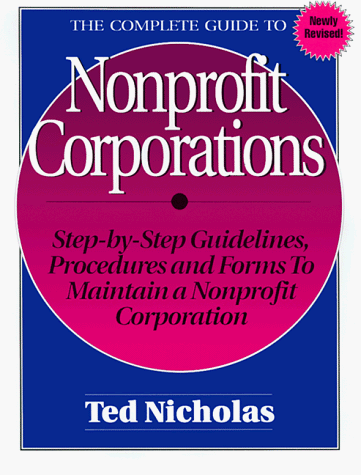 THE COMPLETE GUIDE TO
Newly
Revised!
Nonprofit
Corporations
Step-by-Step Guidelines,
Procedures and Forms To
Maintain a Nonprofit
Corporation
Ted Nicholas